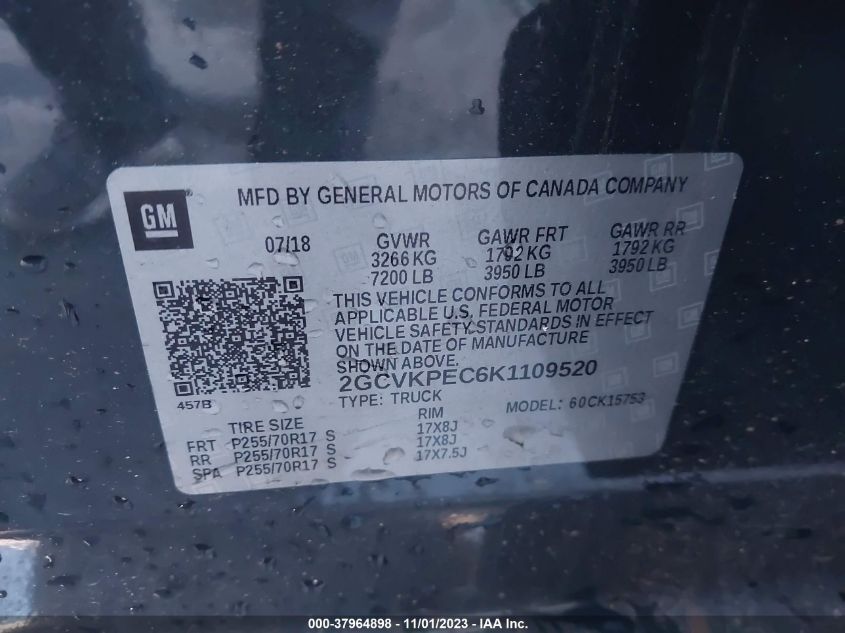 GM
MFD BY GENERAL MOTORS OF CANADA COMPANY
07/18 GVWR GAWR FRT GAWR RR
3266 KG 1792 KG 1792 KG
7200 LB 3950 LB 3950 LB
THIS VEHICLE CONFORMS TO ALL
APPLICABLE U.S. FEDERAL MOTOR
VEHICLE SAFETY STANDARDS IN EFFECT
ON THE DATE OF MANUFACTURE
SHOWN ABOVE.
2GCVKPEC6K1109520
457B TYPE: TRUCK MODEL: 60CK15753
TIRE SIZE RIM
FRT P255/70R17 S 17X8J
RR P255/70R17 S 17X8J
SPA P255/70R17 S 17X7.5J
000-37964898 - 11/01/2023 - IAA Inc.